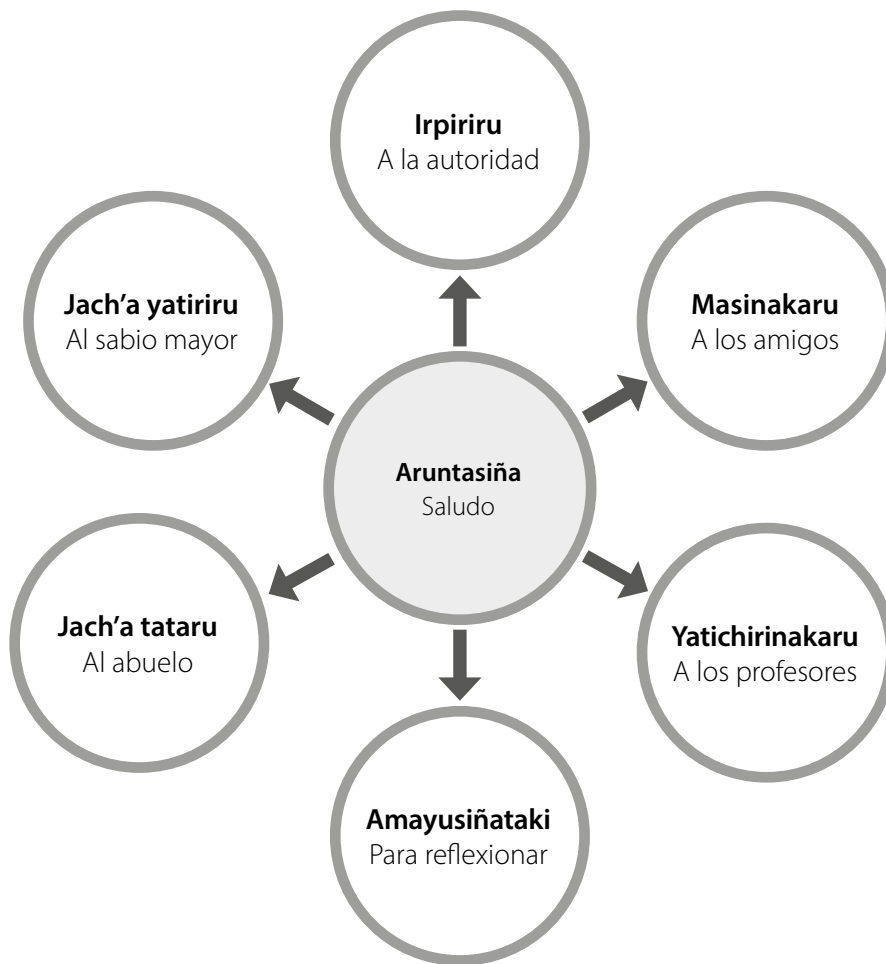 Irpiriru
A la autoridad
Jach’a yatiriru
Al sabio mayor
Masinakaru
A los amigos
Aruntasiña
Saludo
Jach’a tataru
Al abuelo
Yatichirinakaru
A los profesores
Amayusiñataki
Para reflexionar